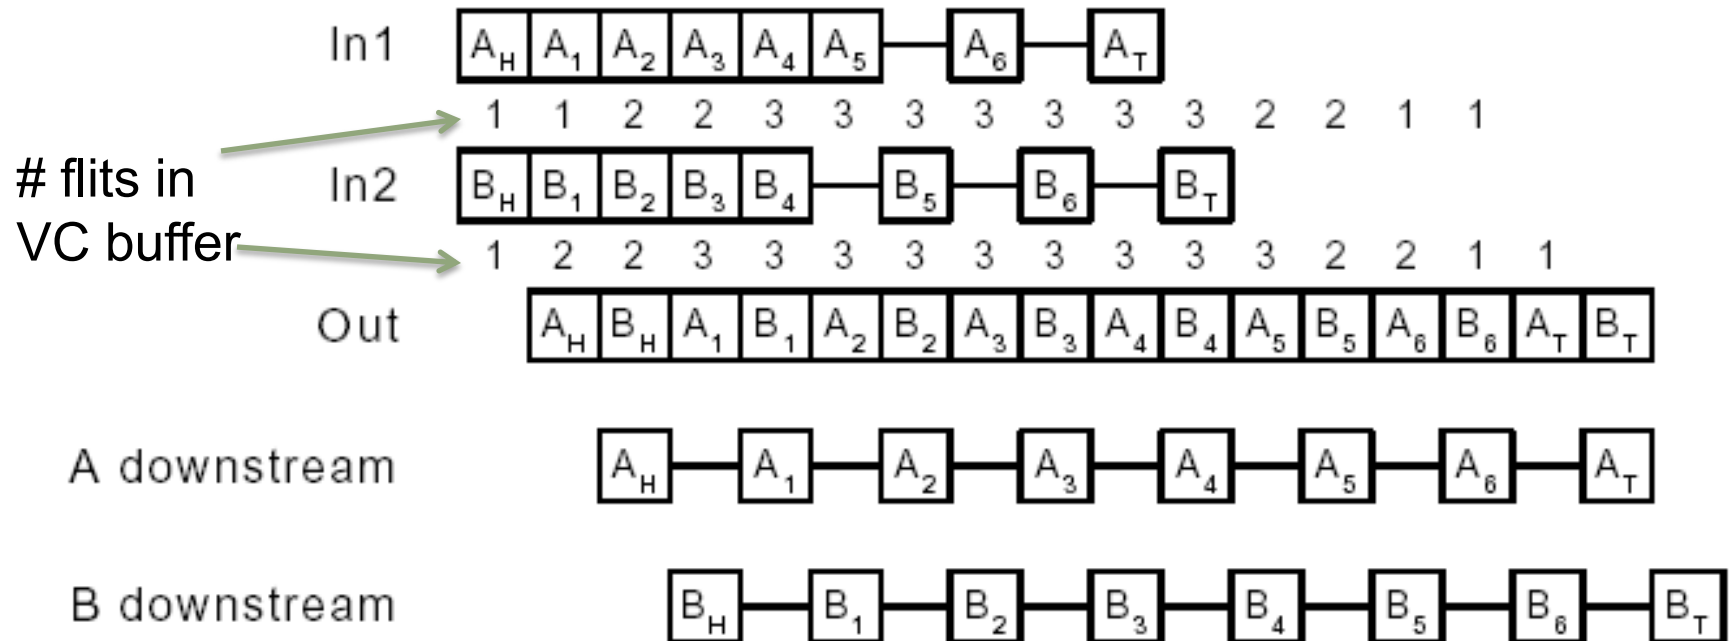 In1 A_H A_1 A_2 A_3 A_4 A_5 A_6 A_T
1 1 2 2 3 3 3 3 3 3 3 2 2 1 1
# flits in
VC buffer
In2 B_H B_1 B_2 B_3 B_4 B_5 B_6 B_T
1 2 2 3 3 3 3 3 3 3 3 3 2 2 1 1
Out A_H B_H A_1 B_1 A_2 B_2 A_3 B_3 A_4 B_4 A_5 B_5 A_6 B_6 A_T B_T
A downstream A_H A_1 A_2 A_3 A_4 A_5 A_6 A_T
B downstream B_H B_1 B_2 B_3 B_4 B_5 B_6 B_T